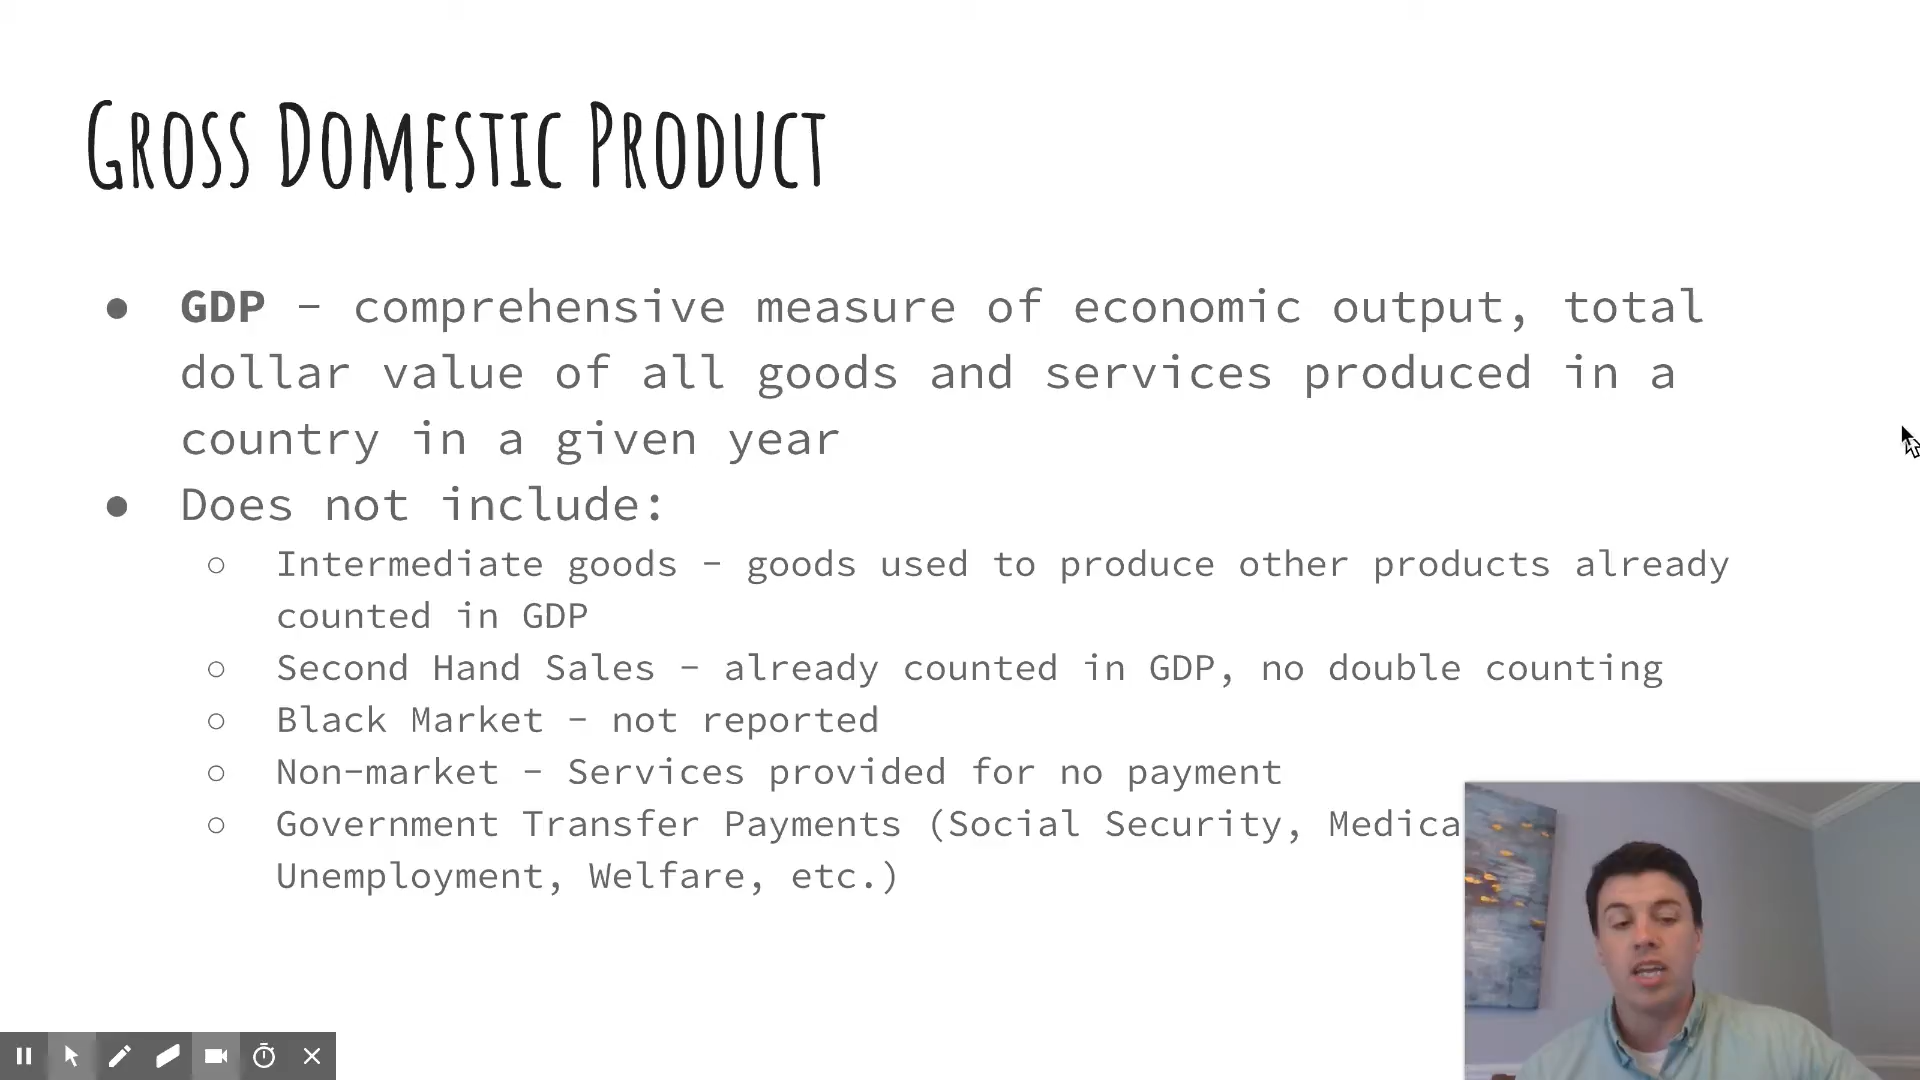 Gross Domestic Product
● GDP - comprehensive measure of economic output, total
dollar value of all goods and services produced in a
country in a given year
● Does not include:
○ Intermediate goods - goods used to produce other products already
counted in GDP
○ Second Hand Sales - already counted in GDP, no double counting
○ Black Market - not reported
○ Non-market - Services provided for no payment
○ Government Transfer Payments (Social Security,
Unemployment, Welfare, etc.)